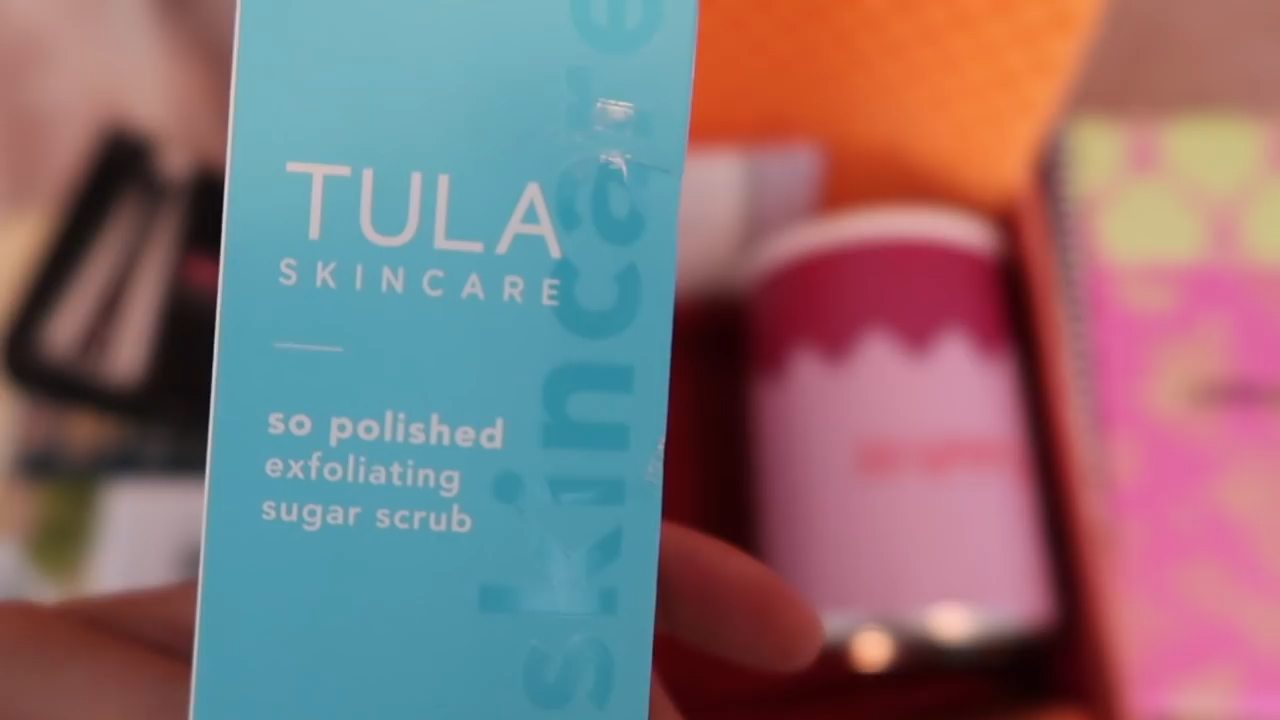 TULA
SKINCARE
so polished
exfoliating
sugar scrub
skincare